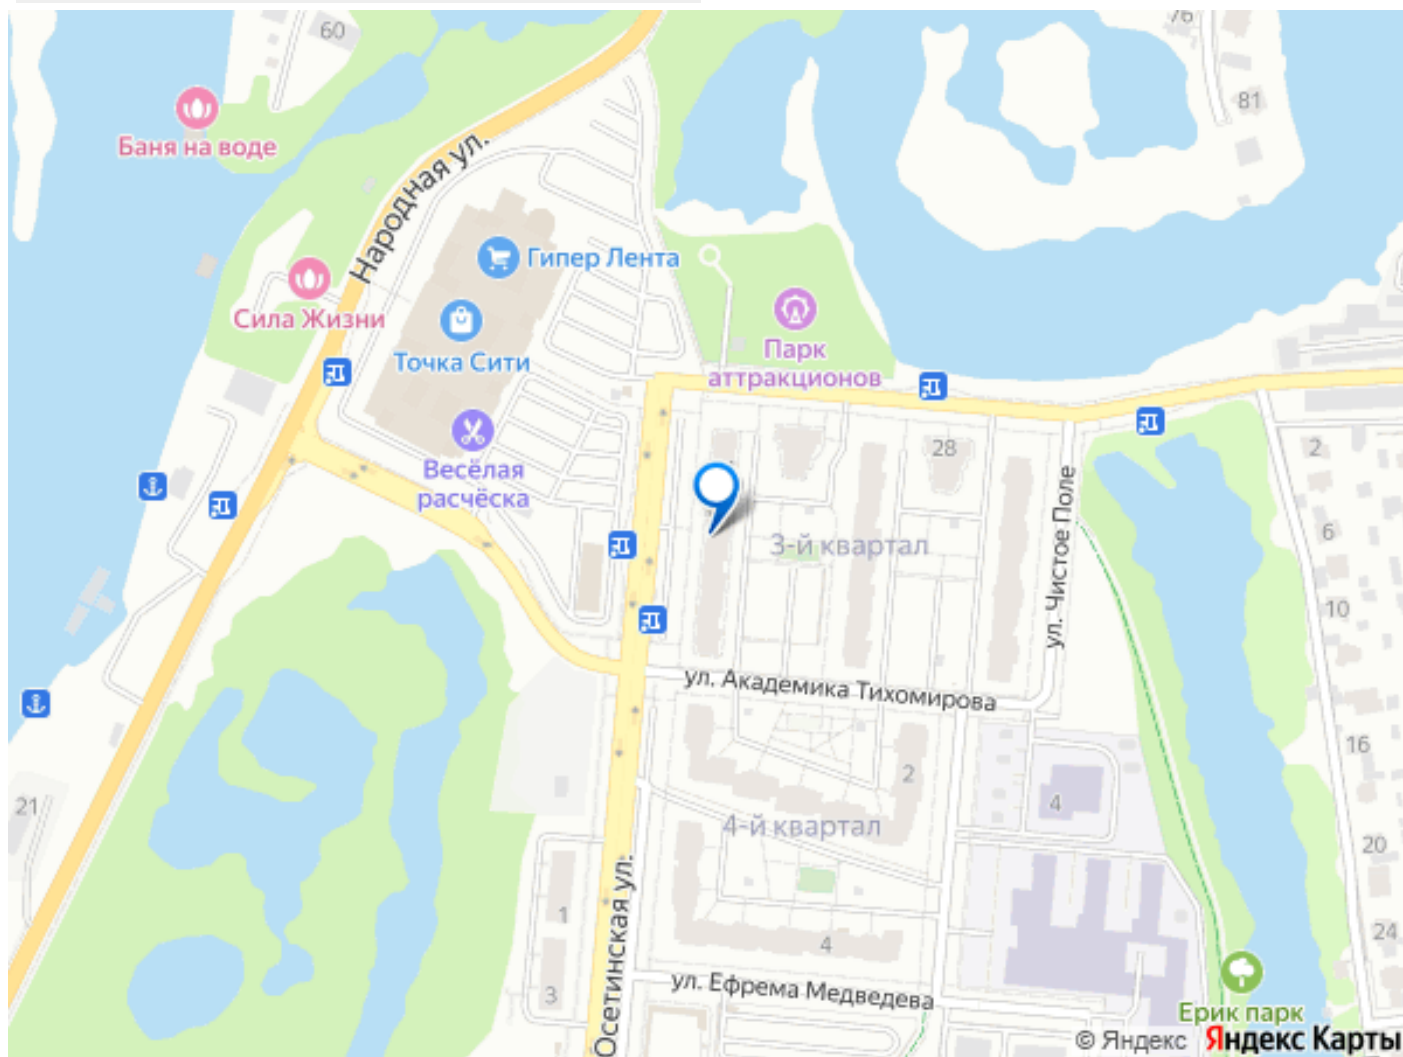 60
76
81
Баня на воде
Народная ул.
Гипер Лента
Сила Жизни
Точка Сити
Парк
аттракционов
Весёлая
расчёска
28
2
6
3-й квартал
ул. Чистое Поле
10
ул. Академика Тихомирова
16
2
4
21
4-й квартал
20
1
4
24
3
Осетинская ул.
ул. Ефрема Медведева
Ерик парк
© Яндекс Яндекс Карты